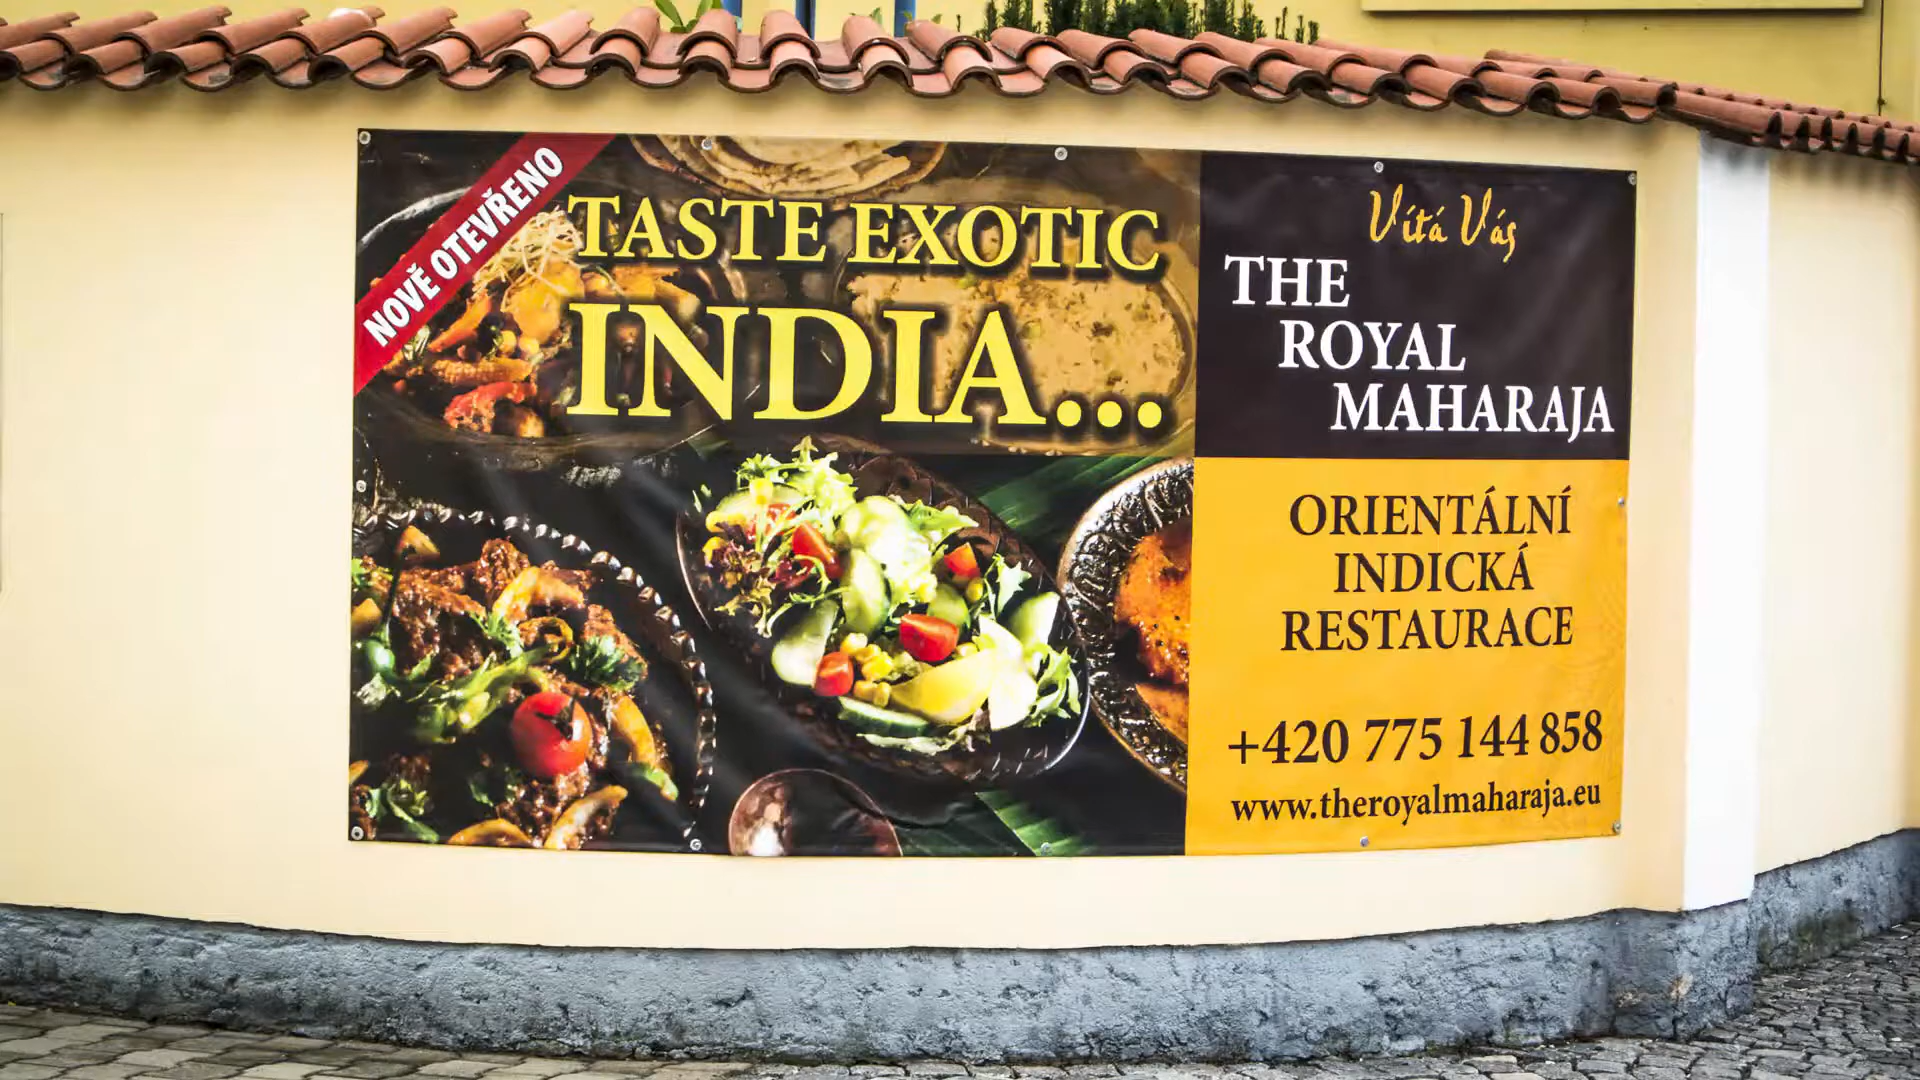 NOVĚ OTEVŘENO
TASTE EXOTIC
INDIA...
Vítá Vás
THE
ROYAL
MAHARAJA
ORIENTÁLNÍ
INDICKÁ
RESTAURACE
+420 775 144 858
www.theroyalmaharaja.eu